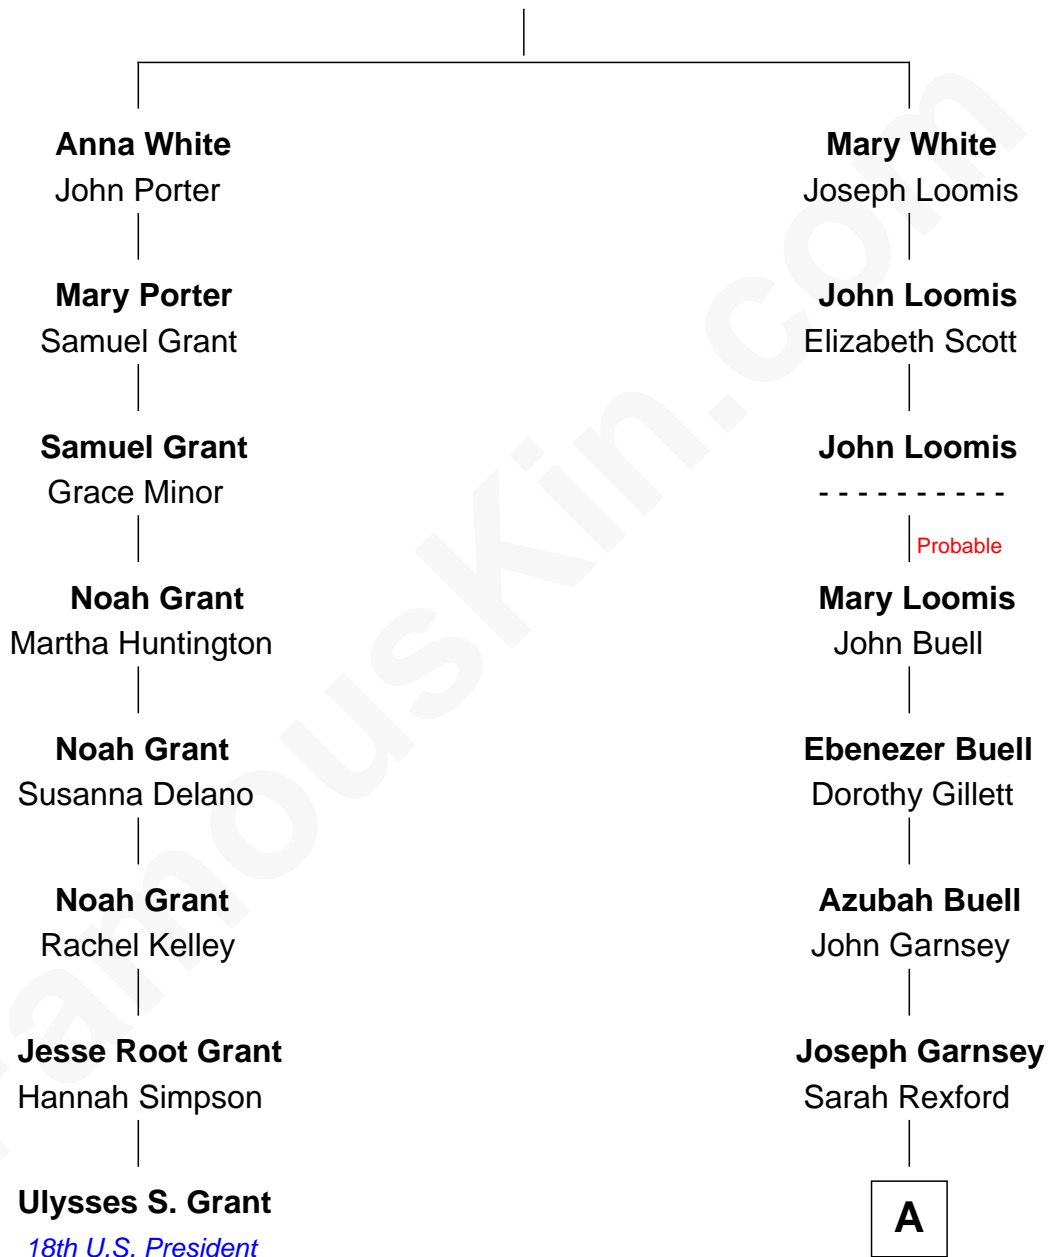 Anna White
John Porter
Mary White
Joseph Loomis
Mary Porter
Samuel Grant
John Loomis
Elizabeth Scott
Samuel Grant
Grace Minor
John Loomis
- - - - - - - - - -
Probable
Noah Grant
Martha Huntington
Mary Loomis
John Buell
Noah Grant
Susanna Delano
Ebenezer Buell
Dorothy Gillett
Noah Grant
Rachel Kelley
Azubah Buell
John Garnsey
Jesse Root Grant
Hannah Simpson
Joseph Garnsey
Sarah Rexford
Ulysses S. Grant
18th U.S. President
A
FamousKin.com